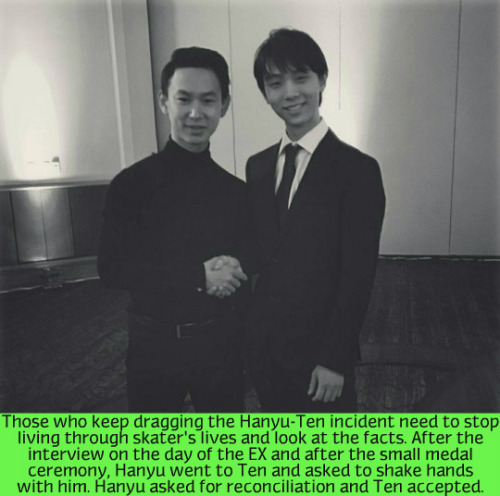 Those who keep dragging the Hanyu-Ten incident need to stop
living through skater's lives and look at the facts. After the
interview on the day of the EX and after the small medal
ceremony, Hanyu went to Ten and asked to shake hands
with him. Hanyu asked for reconciliation and Ten accepted.